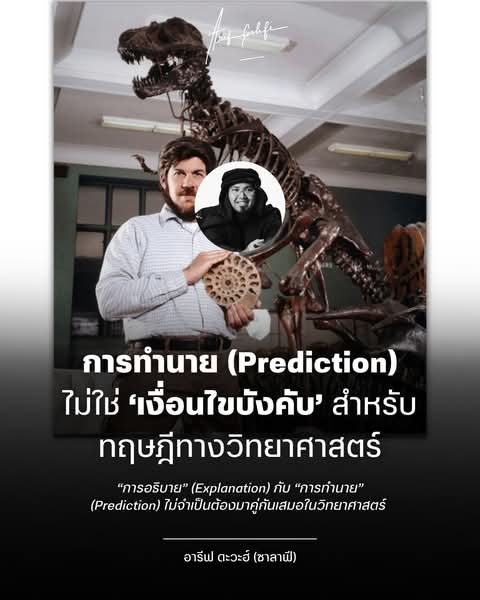 การทำนาย (Prediction)
ไม่ใช่ ‘เงื่อนไขบังคับ’ สำหรับ
ทฤษฎีทางวิทยาศาสตร์
“การอธิบาย” (Explanation) กับ “การทำนาย”
(Prediction) ไม่จำเป็นต้องมาคู่กันเสมอในวิทยาศาสตร์
อารีฟ ดะวะฮ์ (ซาลาฟี)